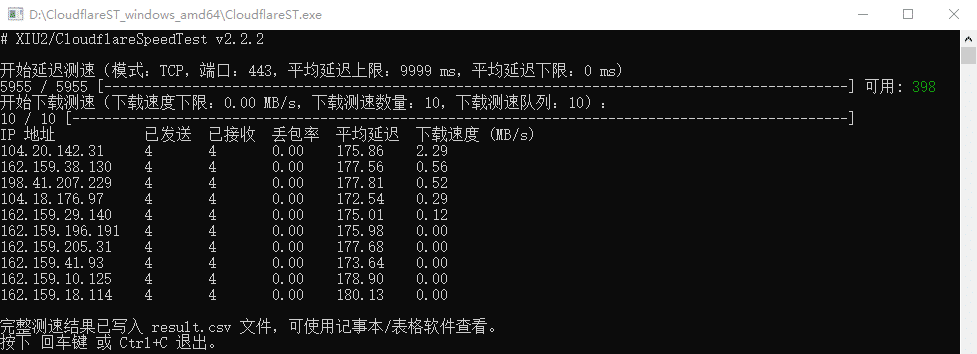 D:\CloudflareST_windows_amd64\CloudflareST.exe
# XIU2/CloudflareSpeedTest v2.2.2
开始延迟测速（模式：TCP，端口：443，平均延迟上限：9999 ms，平均延迟下限：0 ms)
5955 / 5955 [-----------------------------------------------------------------------------------------------] 可用: 398
开始下载测速（下载速度下限：0.00 MB/s，下载测速数量：10，下载测速队列：10）：
10 / 10 [---------------------------------------------------------------------------------------------------]
IP 地址 已发送 已接收 丢包率 平均延迟 下载速度 (MB/s)
104.20.142.31 4 4 0.00 175.86 2.29
162.159.38.130 4 4 0.00 177.56 0.56
198.41.207.229 4 4 0.00 177.81 0.52
104.18.176.97 4 4 0.00 172.54 0.29
162.159.29.140 4 4 0.00 175.01 0.12
162.159.196.191 4 4 0.00 175.98 0.00
162.159.205.31 4 4 0.00 177.68 0.00
162.159.41.93 4 4 0.00 173.64 0.00
162.159.10.125 4 4 0.00 178.90 0.00
162.159.18.114 4 4 0.00 180.13 0.00
完整测速结果已写入 result.csv 文件，可使用记事本/表格软件查看。
按下 回车键 或 Ctrl+C 退出。